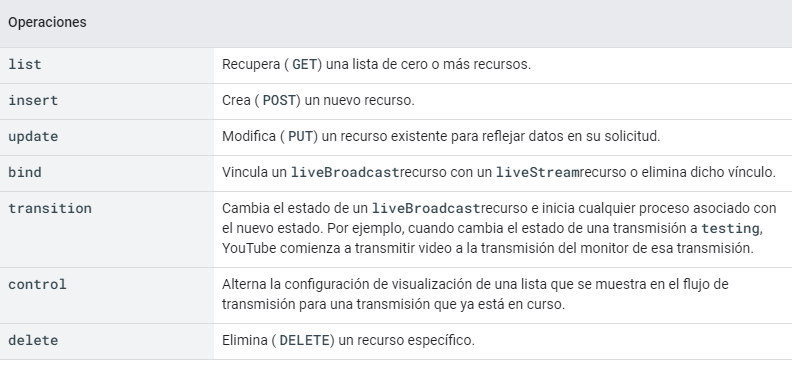 Operaciones
list
Recupera ( GET) una lista de cero o más recursos.
insert
Crea ( POST) un nuevo recurso.
update
Modifica ( PUT) un recurso existente para reflejar datos en su solicitud.
bind
Vincula un liveBroadcastrecurso con un liveStreamrecurso o elimina dicho vínculo.
transition
Cambia el estado de un liveBroadcastrecurso e inicia cualquier proceso asociado con
el nuevo estado. Por ejemplo, cuando cambia el estado de una transmisión a testing,
YouTube comienza a transmitir video a la transmisión del monitor de esa transmisión.
control
Alterna la configuración de visualización de una lista que se muestra en el flujo de
transmisión para una transmisión que ya está en curso.
delete
Elimina ( DELETE) un recurso específico.